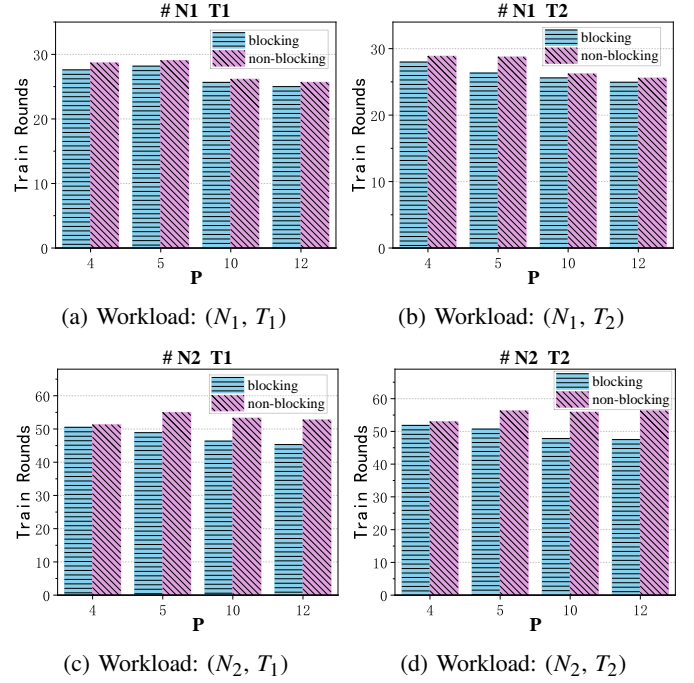 # N1 T1
blocking
non-blocking
Train Rounds
30
20
10
0
4 5 10 12
P
(a) Workload: (N₁, T₁)
# N1 T2
blocking
non-blocking
Train Rounds
30
20
10
0
4 5 10 12
P
(b) Workload: (N₁, T₂)
# N2 T1
blocking
non-blocking
Train Rounds
60
50
40
30
20
10
0
4 5 10 12
P
(c) Workload: (N₂, T₁)
# N2 T2
blocking
non-blocking
Train Rounds
60
50
40
30
20
10
0
4 5 10 12
P
(d) Workload: (N₂, T₂)